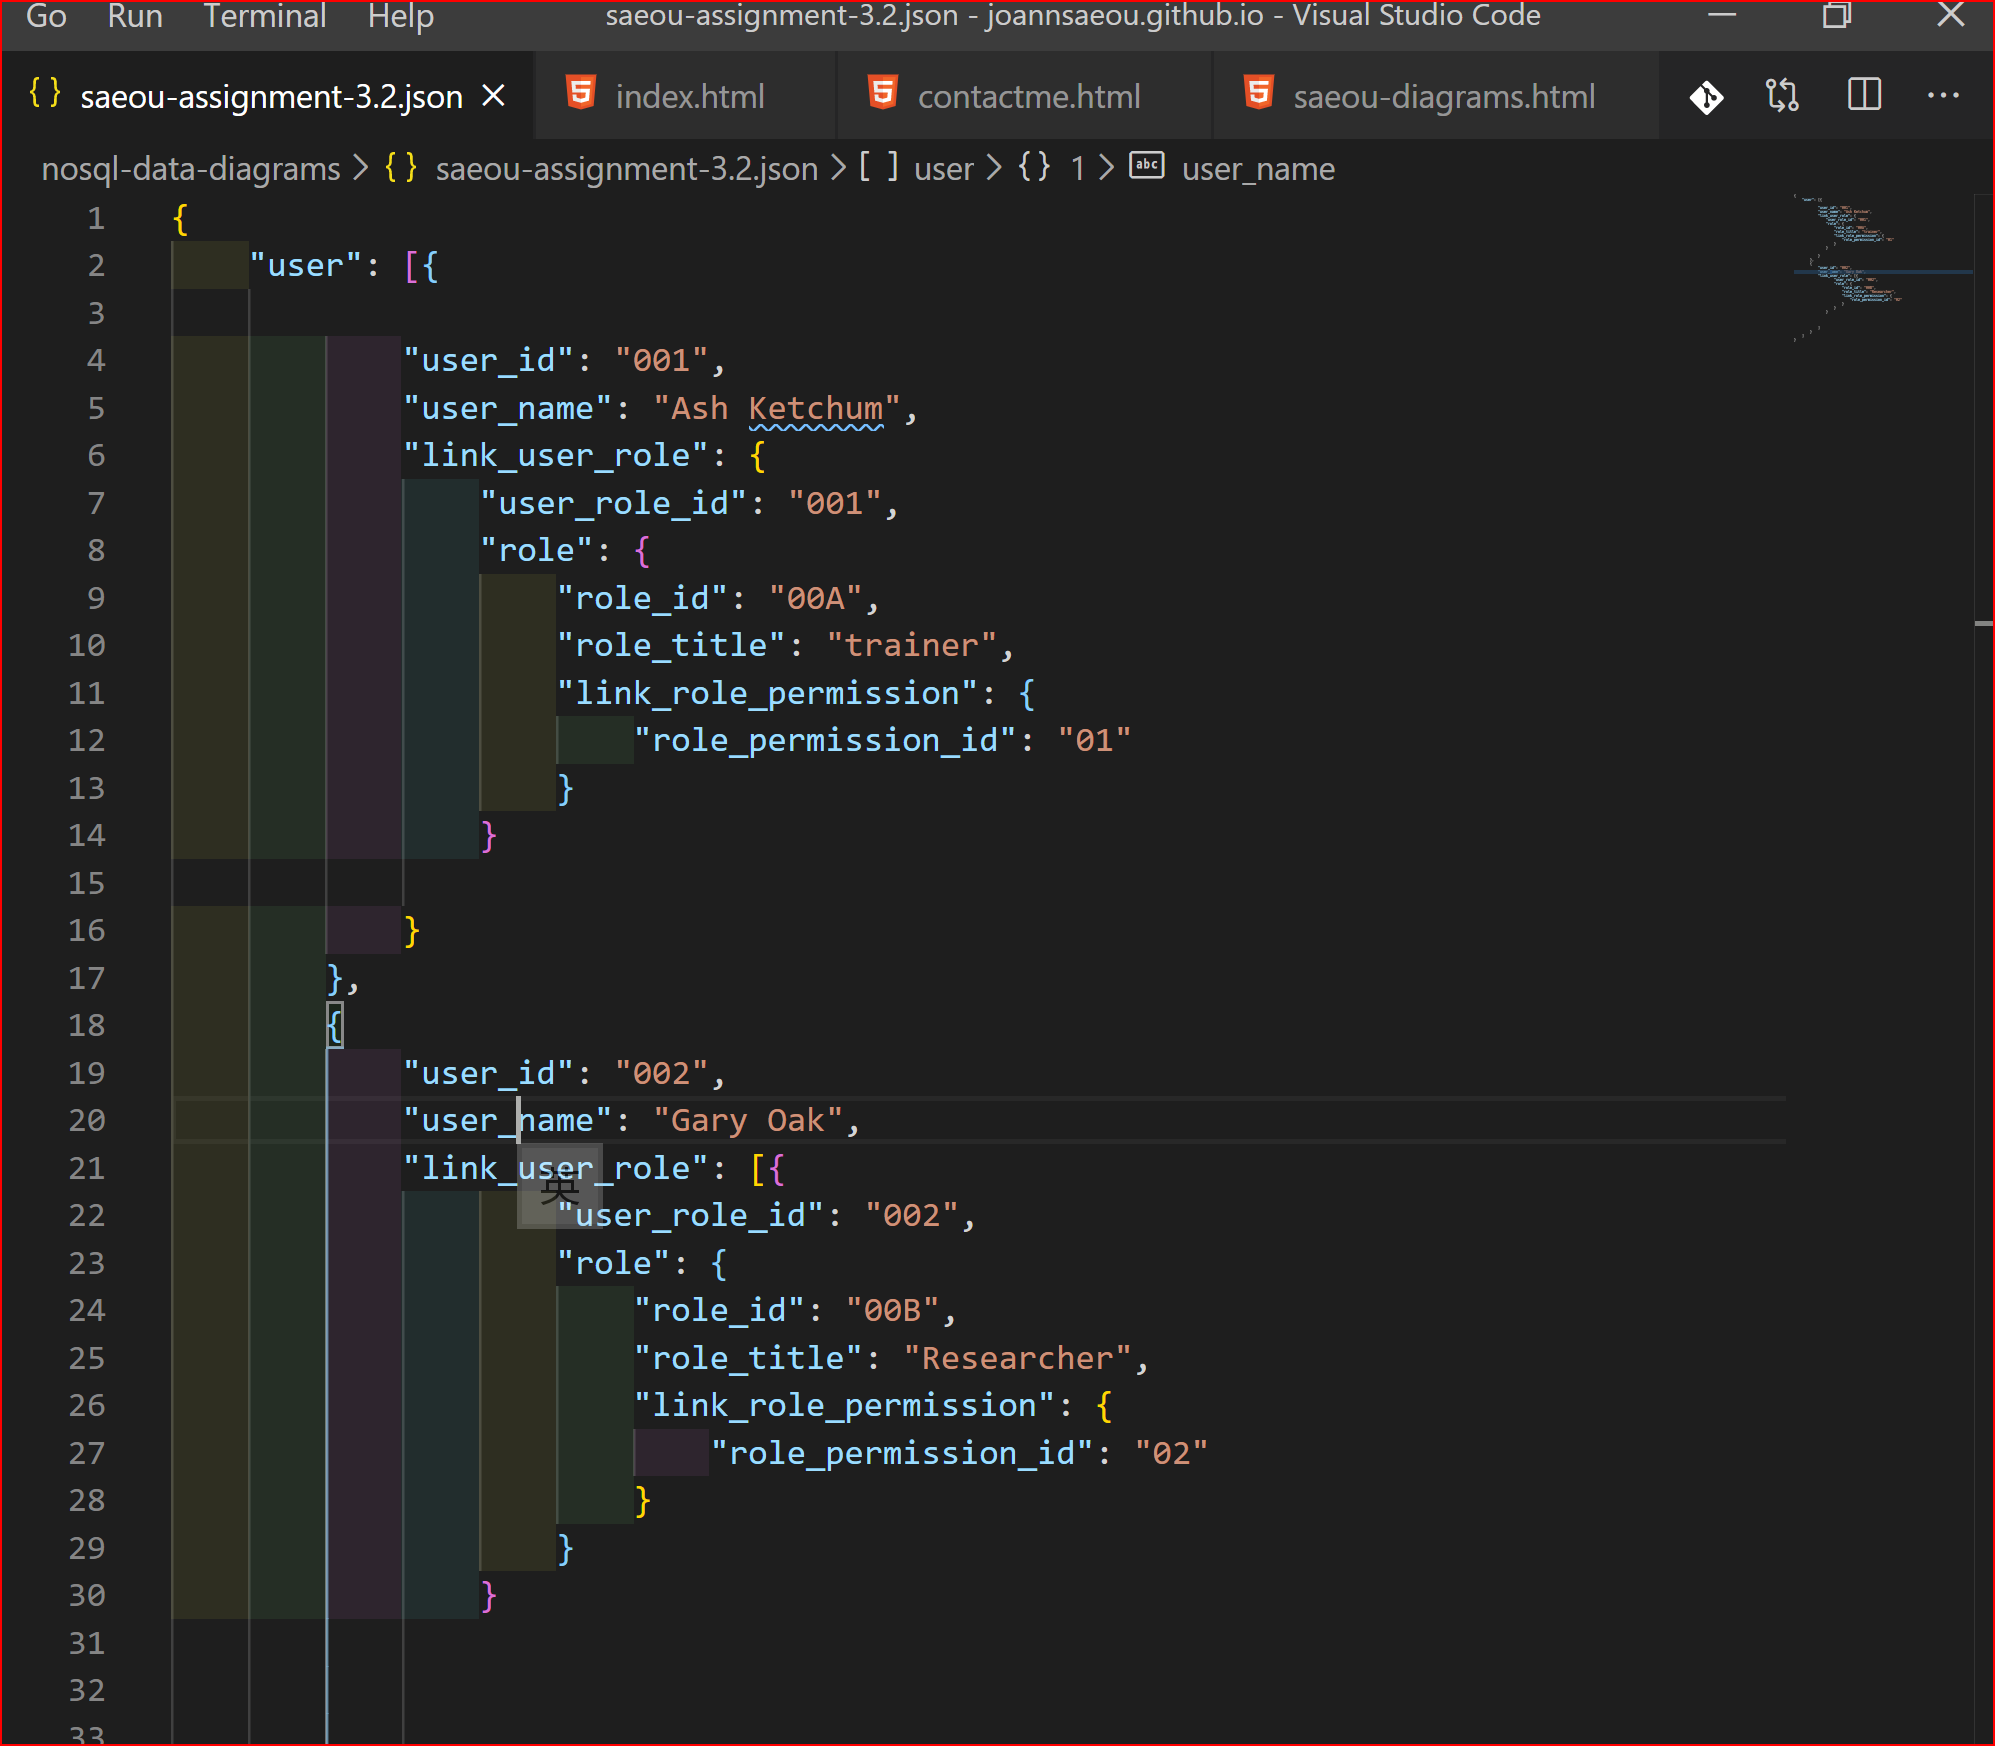 Go Run Terminal Help saeou-assignment-3.2.json - joannsaeou.github.io - Visual Studio Code
{} saeou-assignment-3.2.json index.html contactme.html saeou-diagrams.html ...
nosql-data-diagrams > {} saeou-assignment-3.2.json > [ ] user > {} 1 > abc user_name
1 {
2 "user": [{
3
4 "user_id": "001",
5 "user_name": "Ash Ketchum",
6 "link_user_role": {
7 "user_role_id": "001",
8 "role": {
9 "role_id": "00A",
10 "role_title": "trainer",
11 "link_role_permission": {
12 "role_permission_id": "01"
13 }
14 }
15
16 }
17 },
18 {
19 "user_id": "002",
20 "user_name": "Gary Oak",
21 "link_user_role": [{
英
22 "user_role_id": "002",
23 "role": {
24 "role_id": "00B",
25 "role_title": "Researcher",
26 "link_role_permission": {
27 "role_permission_id": "02"
28 }
29 }
30 }
31
32
33